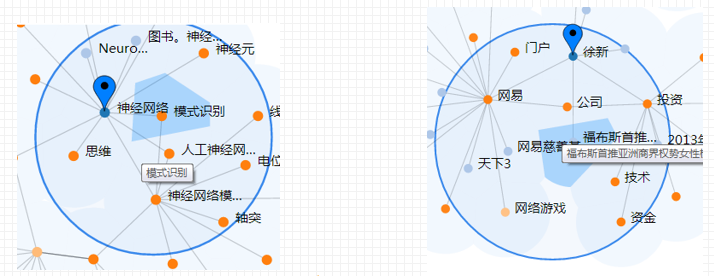 图书。神经...
Neuro...
神经元
神经网络
模式识别
线
思维
人工神经网...
电位
模式识别
神经网络模...
轴突
徐新
门户
网易
公司
投资
福布斯首推...
2013年
网易慈善基
福布斯首推亚洲商界权势女性榜
天下3
技术
网络游戏
资金